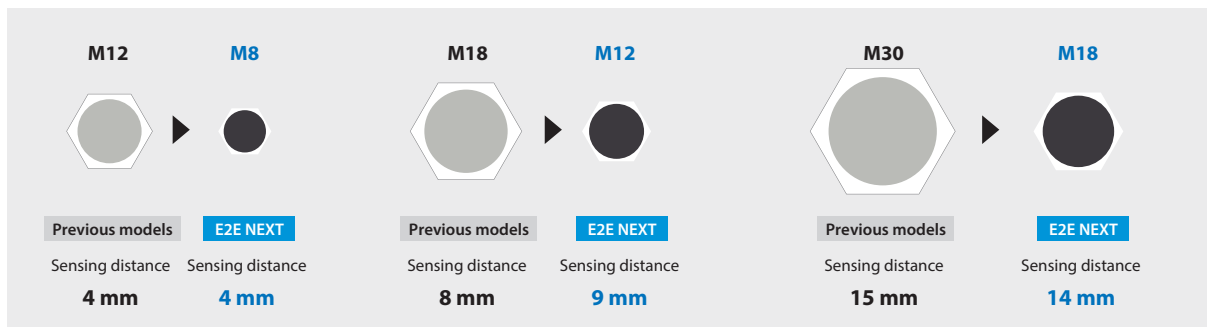 M12 M8
Previous models E2E NEXT
Sensing distance Sensing distance
4 mm 4 mm
M18 M12
Previous models E2E NEXT
Sensing distance Sensing distance
8 mm 9 mm
M30 M18
Previous models E2E NEXT
Sensing distance Sensing distance
15 mm 14 mm